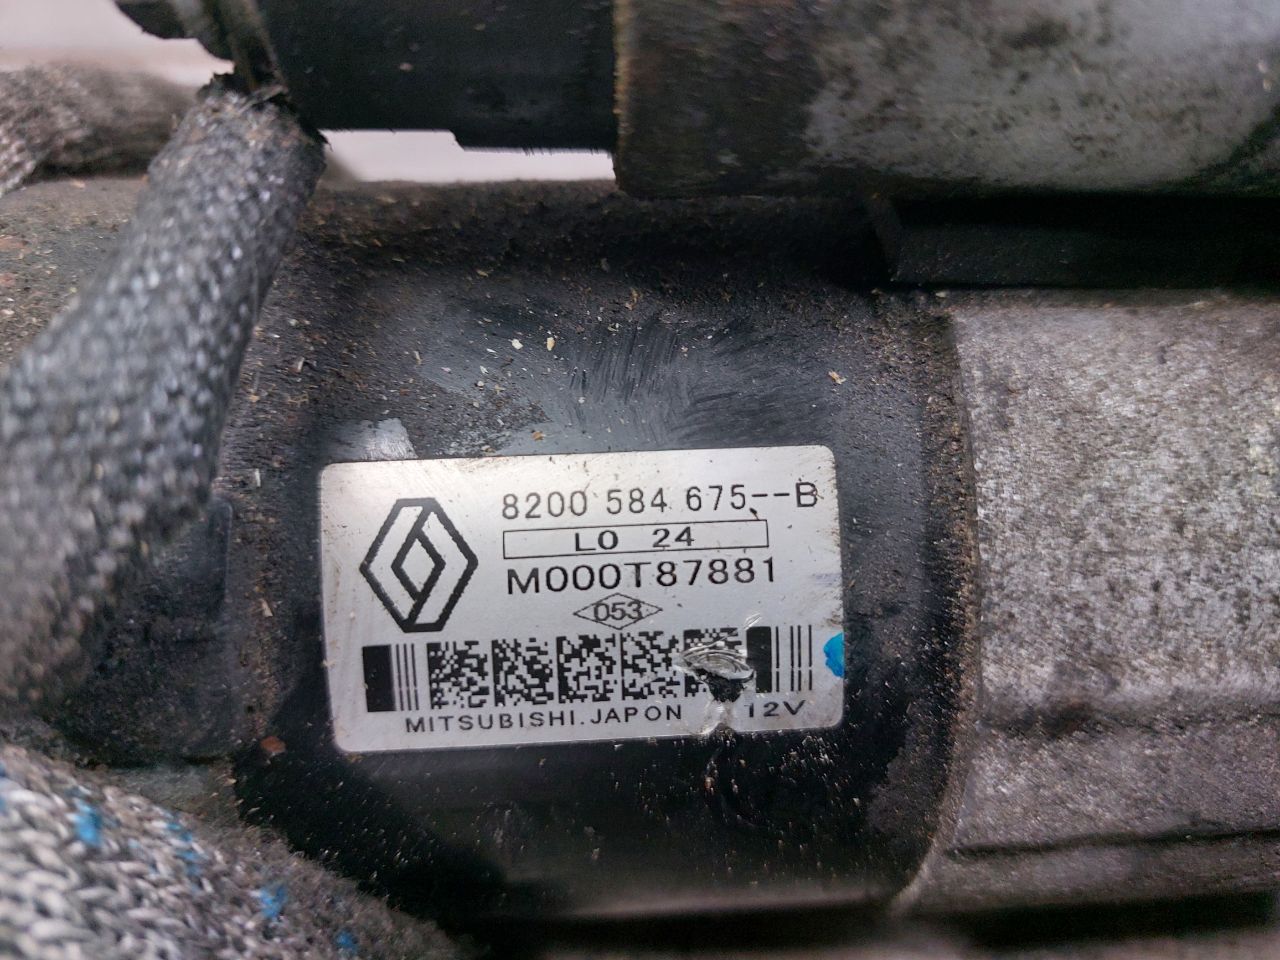 8200 584 675--B
LO 24
M000T87881
053
MITSUBISHI.JAPON 12V